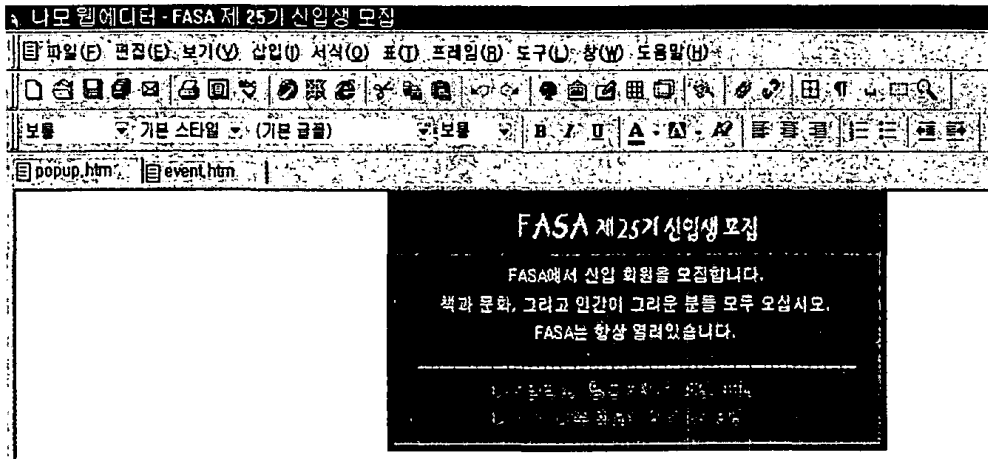 나모 웹에디터 - FASA 제 25기 신입생 모집
파일(F) 편집(E) 보기(V) 삽입(I) 서식(O) 표(T) 프레임(R) 도구(L) 창(W) 도움말(H)
보통 기본 스타일 (기본 글꼴) 보통 B I U A
popup.htm event.htm
FASA 제25기 신입생 모집
FASA에서 신입 회원을 모집합니다.
책과 문화, 그리고 인간이 그리운 분들 모두 오십시오.
FASA는 항상 열려있습니다.